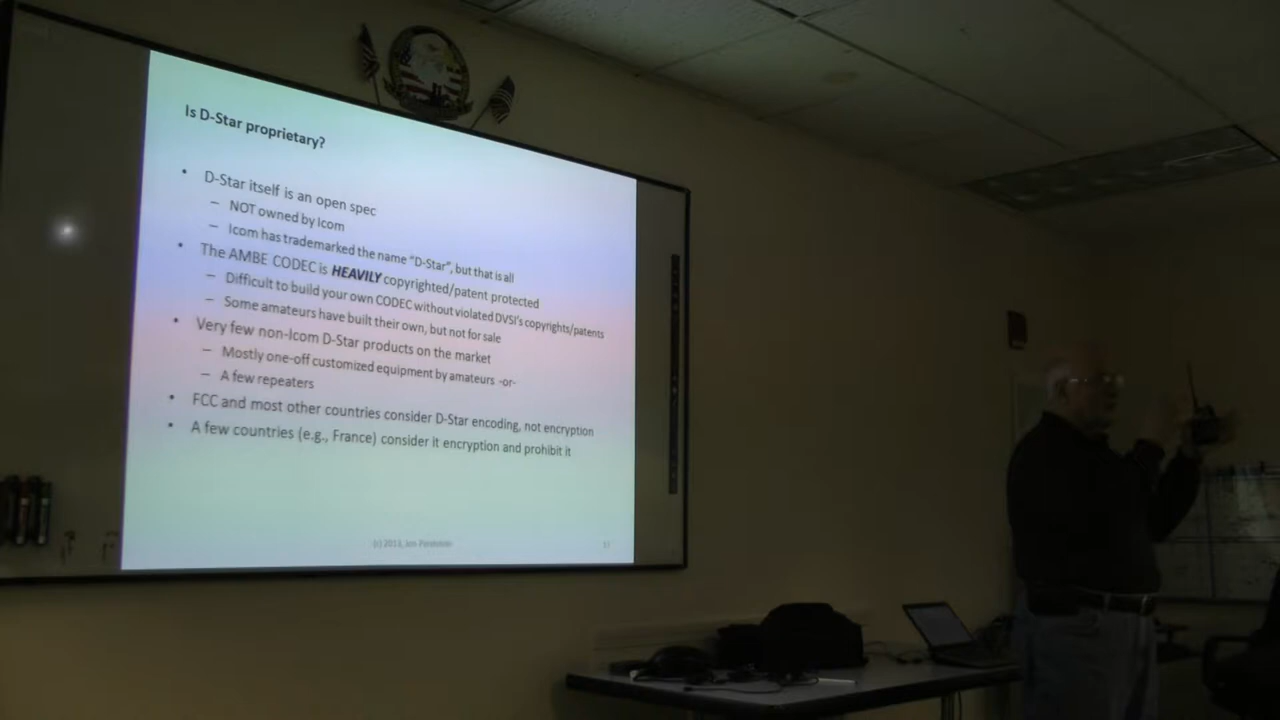 Is D-Star proprietary?
• D-Star itself is an open spec
– NOT owned by Icom
– Icom has trademarked the name "D-Star", but that is all
• The AMBE CODEC is HEAVILY copyrighted/patent protected
– Difficult to build your own CODEC without violated DVSI's copyrights/patents
– Some amateurs have built their own, but not for sale
• Very few non-Icom D-Star products on the market
– Mostly one-off customized equipment by amateurs -or-
– A few repeaters
• FCC and most other countries consider D-Star encoding, not encryption
• A few countries (e.g., France) consider it encryption and prohibit it
(c) 2013, Jon